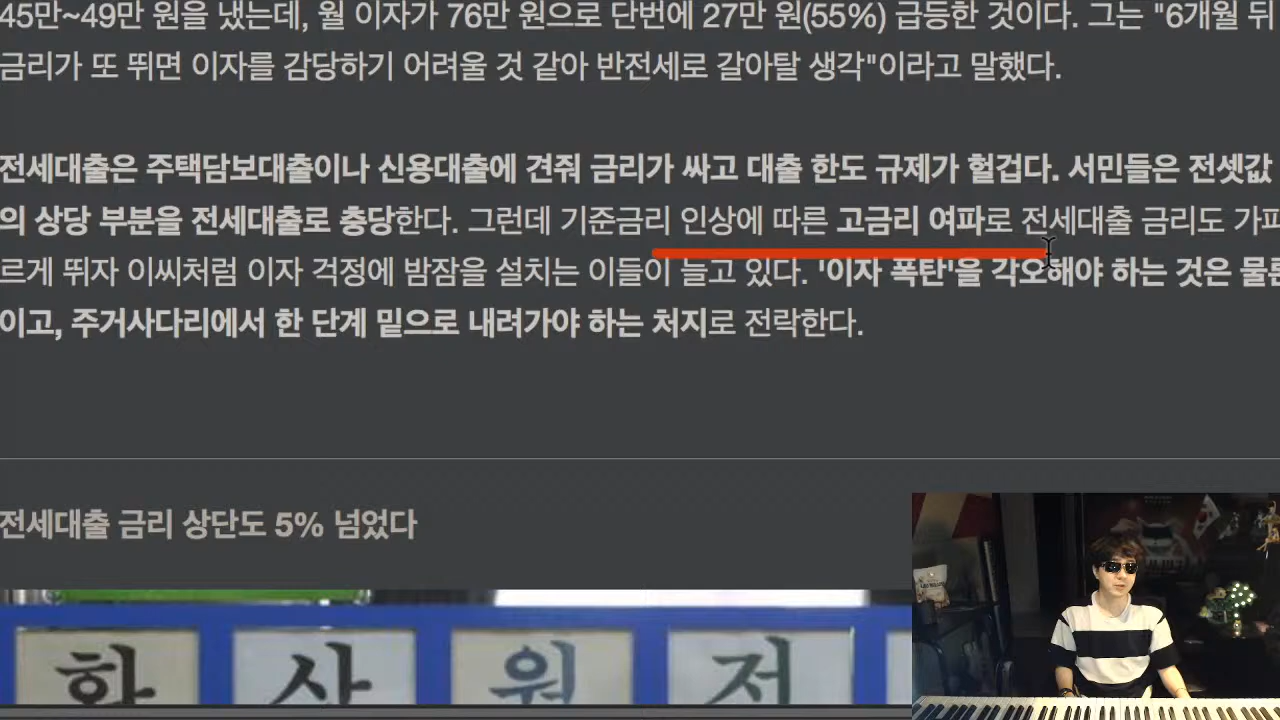 45만~49만 원을 냈는데, 월 이자가 76만 원으로 단번에 27만 원(55%) 급등한 것이다. 그는 "6개월 뒤
금리가 또 뛰면 이자를 감당하기 어려울 것 같아 반전세로 갈아탈 생각"이라고 말했다.
전세대출은 주택담보대출이나 신용대출에 견줘 금리가 싸고 대출 한도 규제가 헐겁다. 서민들은 전셋값
의 상당 부분을 전세대출로 충당한다. 그런데 기준금리 인상에 따른 고금리 여파로 전세대출 금리도 가파
르게 뛰자 이씨처럼 이자 걱정에 밤잠을 설치는 이들이 늘고 있다. '이자 폭탄'을 각오해야 하는 것은 물론
이고, 주거사다리에서 한 단계 밑으로 내려가야 하는 처지로 전락한다.
전세대출 금리 상단도 5% 넘었다
원 전